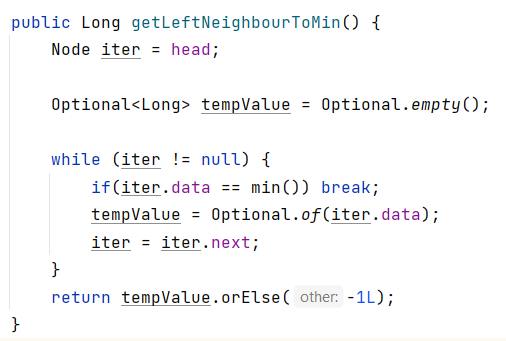 public Long getLeftNeighbourToMin() {
    Node iter = head;

    Optional<Long> tempValue = Optional.empty();

    while (iter != null) {
        if(iter.data == min()) break;
        tempValue = Optional.of(iter.data);
        iter = iter.next;
    }
    return tempValue.orElse( other: -1L);
}